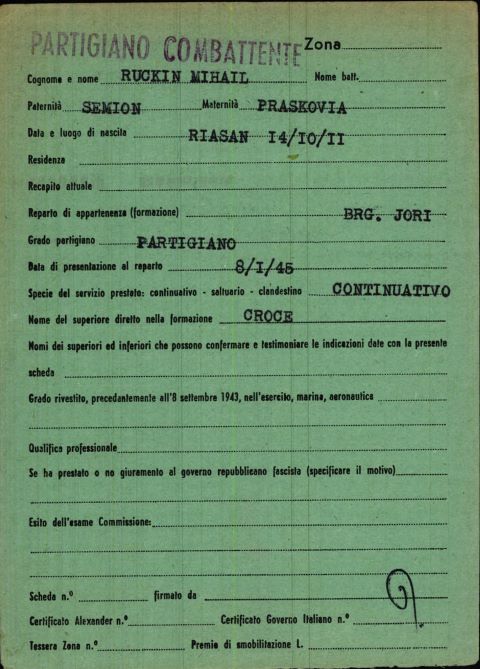 PARTIGIANO COMBATTENTE Zona
Cognome e nome RUCKIN MIHAIL Nome batt.
Paternità SEMION Maternità PRASKOVIA
Data e luogo di nascita RIASAN I4/IO/II
Residenza
Recapito attuale
Reparto di appartenenza (formazione) BRG. JORI
Grado partigiano PARTIGIANO
Data di presentazione al reparto 8/I/45
Specie del servizio prestato: continuativo - saltuario - clandestino CONTINUATIVO
Nome del superiore diretto nella formazione CROCE
Nomi dei superiori ed inferiori che possono confermare e testimoniare le indicazioni date con la presente
scheda
Grado rivestito, precedentemente all'8 settembre 1943, nell'esercito, marina, aeronautica
Qualifica professionale
Se ha prestato o no giuramento al governo repubblicano fascista (specificare il motivo)
Esito dell'esame Commissione:
Scheda n.º firmato da
Certificato Alexander n.º Certificato Governo Italiano n.º
Tessera Zona n.º Premio di smobilitazione L.